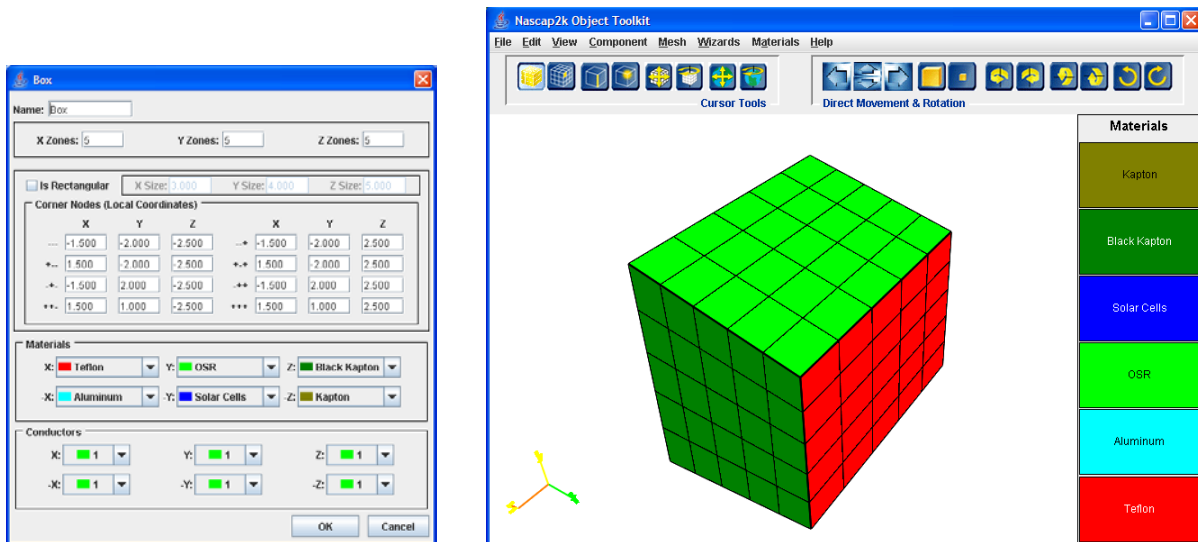 Box
Name: Box
X Zones: 5 Y Zones: 5 Z Zones: 5
Is Rectangular X Size: 3.000 Y Size: 4.000 Z Size: 5.000
Corner Nodes (Local Coordinates)
X Y Z X Y Z
--- -1.500 -2.000 -2.500 --+ -1.500 -2.000 2.500
+-- 1.500 -2.000 -2.500 +-+ 1.500 -2.000 2.500
-+- -1.500 2.000 -2.500 -++ -1.500 2.000 2.500
++- 1.500 1.000 -2.500 +++ 1.500 1.000 2.500
Materials
X: Teflon Y: OSR Z: Black Kapton
-X: Aluminum -Y: Solar Cells -Z: Kapton
Conductors
X: 1 Y: 1 Z: 1
-X: 1 -Y: 1 -Z: 1
OK Cancel
Nascap2k Object Toolkit
File Edit View Component Mesh Wizards Materials Help
Cursor Tools Direct Movement & Rotation
Materials
Kapton
Black Kapton
Solar Cells
OSR
Aluminum
Teflon